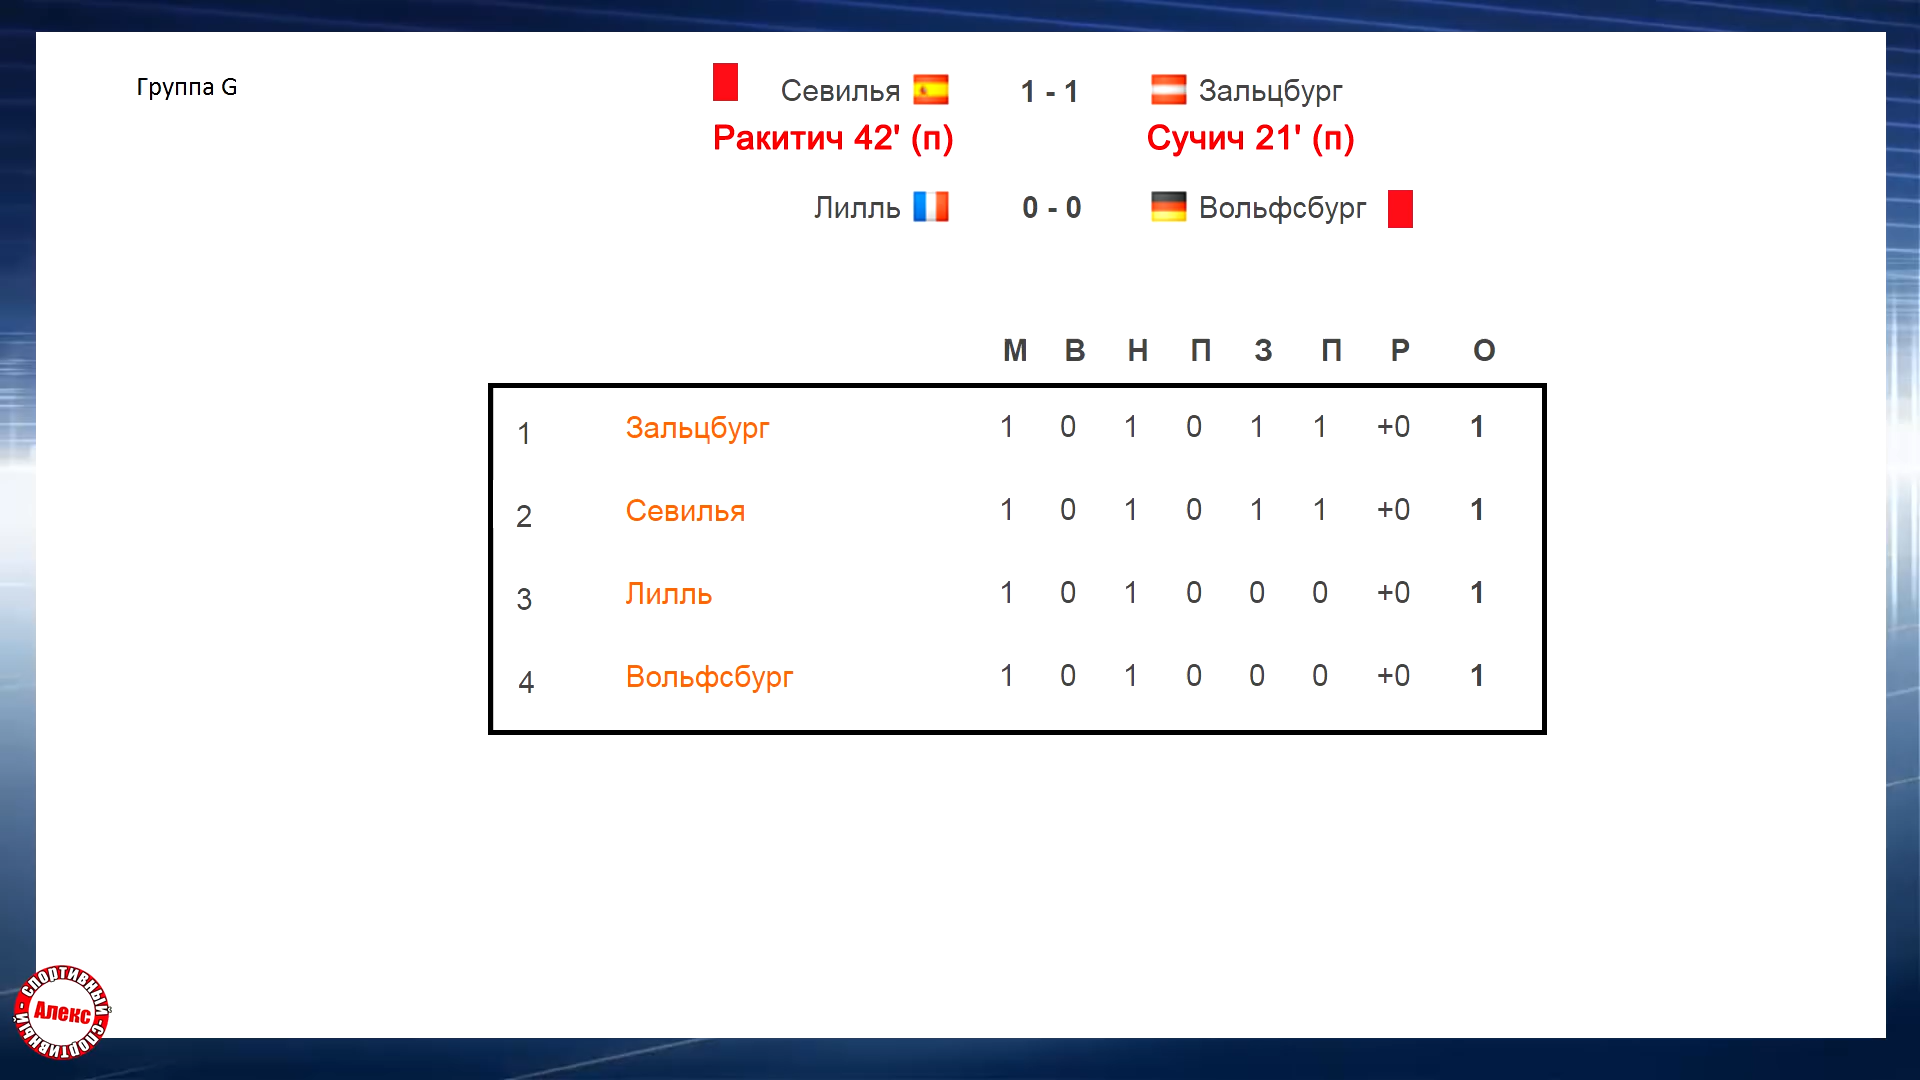 Группа G
Севилья 1 - 1 Зальцбург
Ракитич 42' (п) Сучич 21' (п)
Лилль 0 - 0 Вольфсбург
М В Н П З П Р О
1 Зальцбург 1 0 1 0 1 1 +0 1
2 Севилья 1 0 1 0 1 1 +0 1
3 Лилль 1 0 1 0 0 0 +0 1
4 Вольфсбург 1 0 1 0 0 0 +0 1
СПОРТИВНЫЙ
Алекс
СПОРТИВНЫЙ